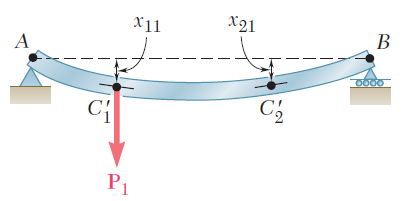 x₁₁ x₂₁
A B
C′₁ C′₂
P₁